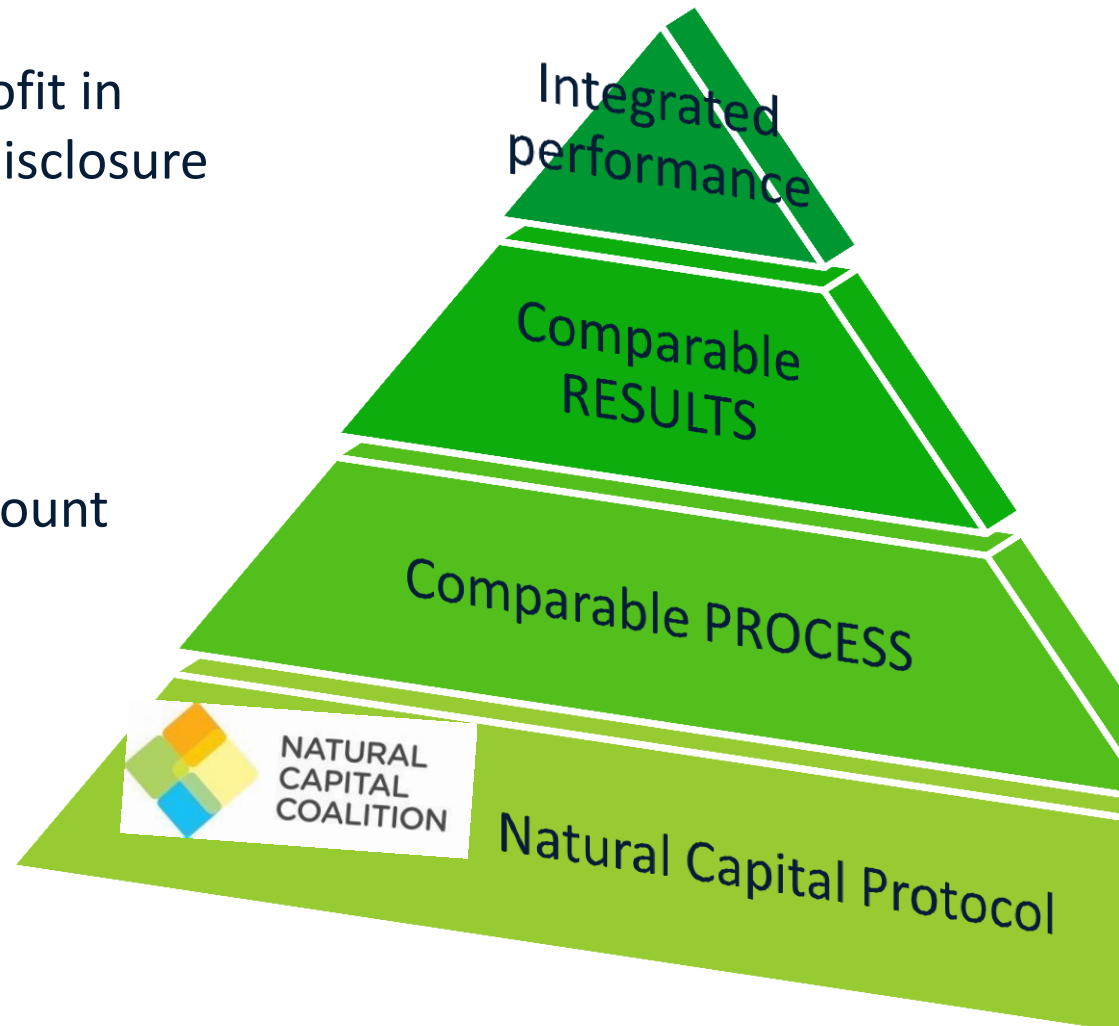 ofit in
isclosure
ount
Integrated
performance
Comparable
RESULTS
Comparable PROCESS
NATURAL
CAPITAL
COALITION
Natural Capital Protocol